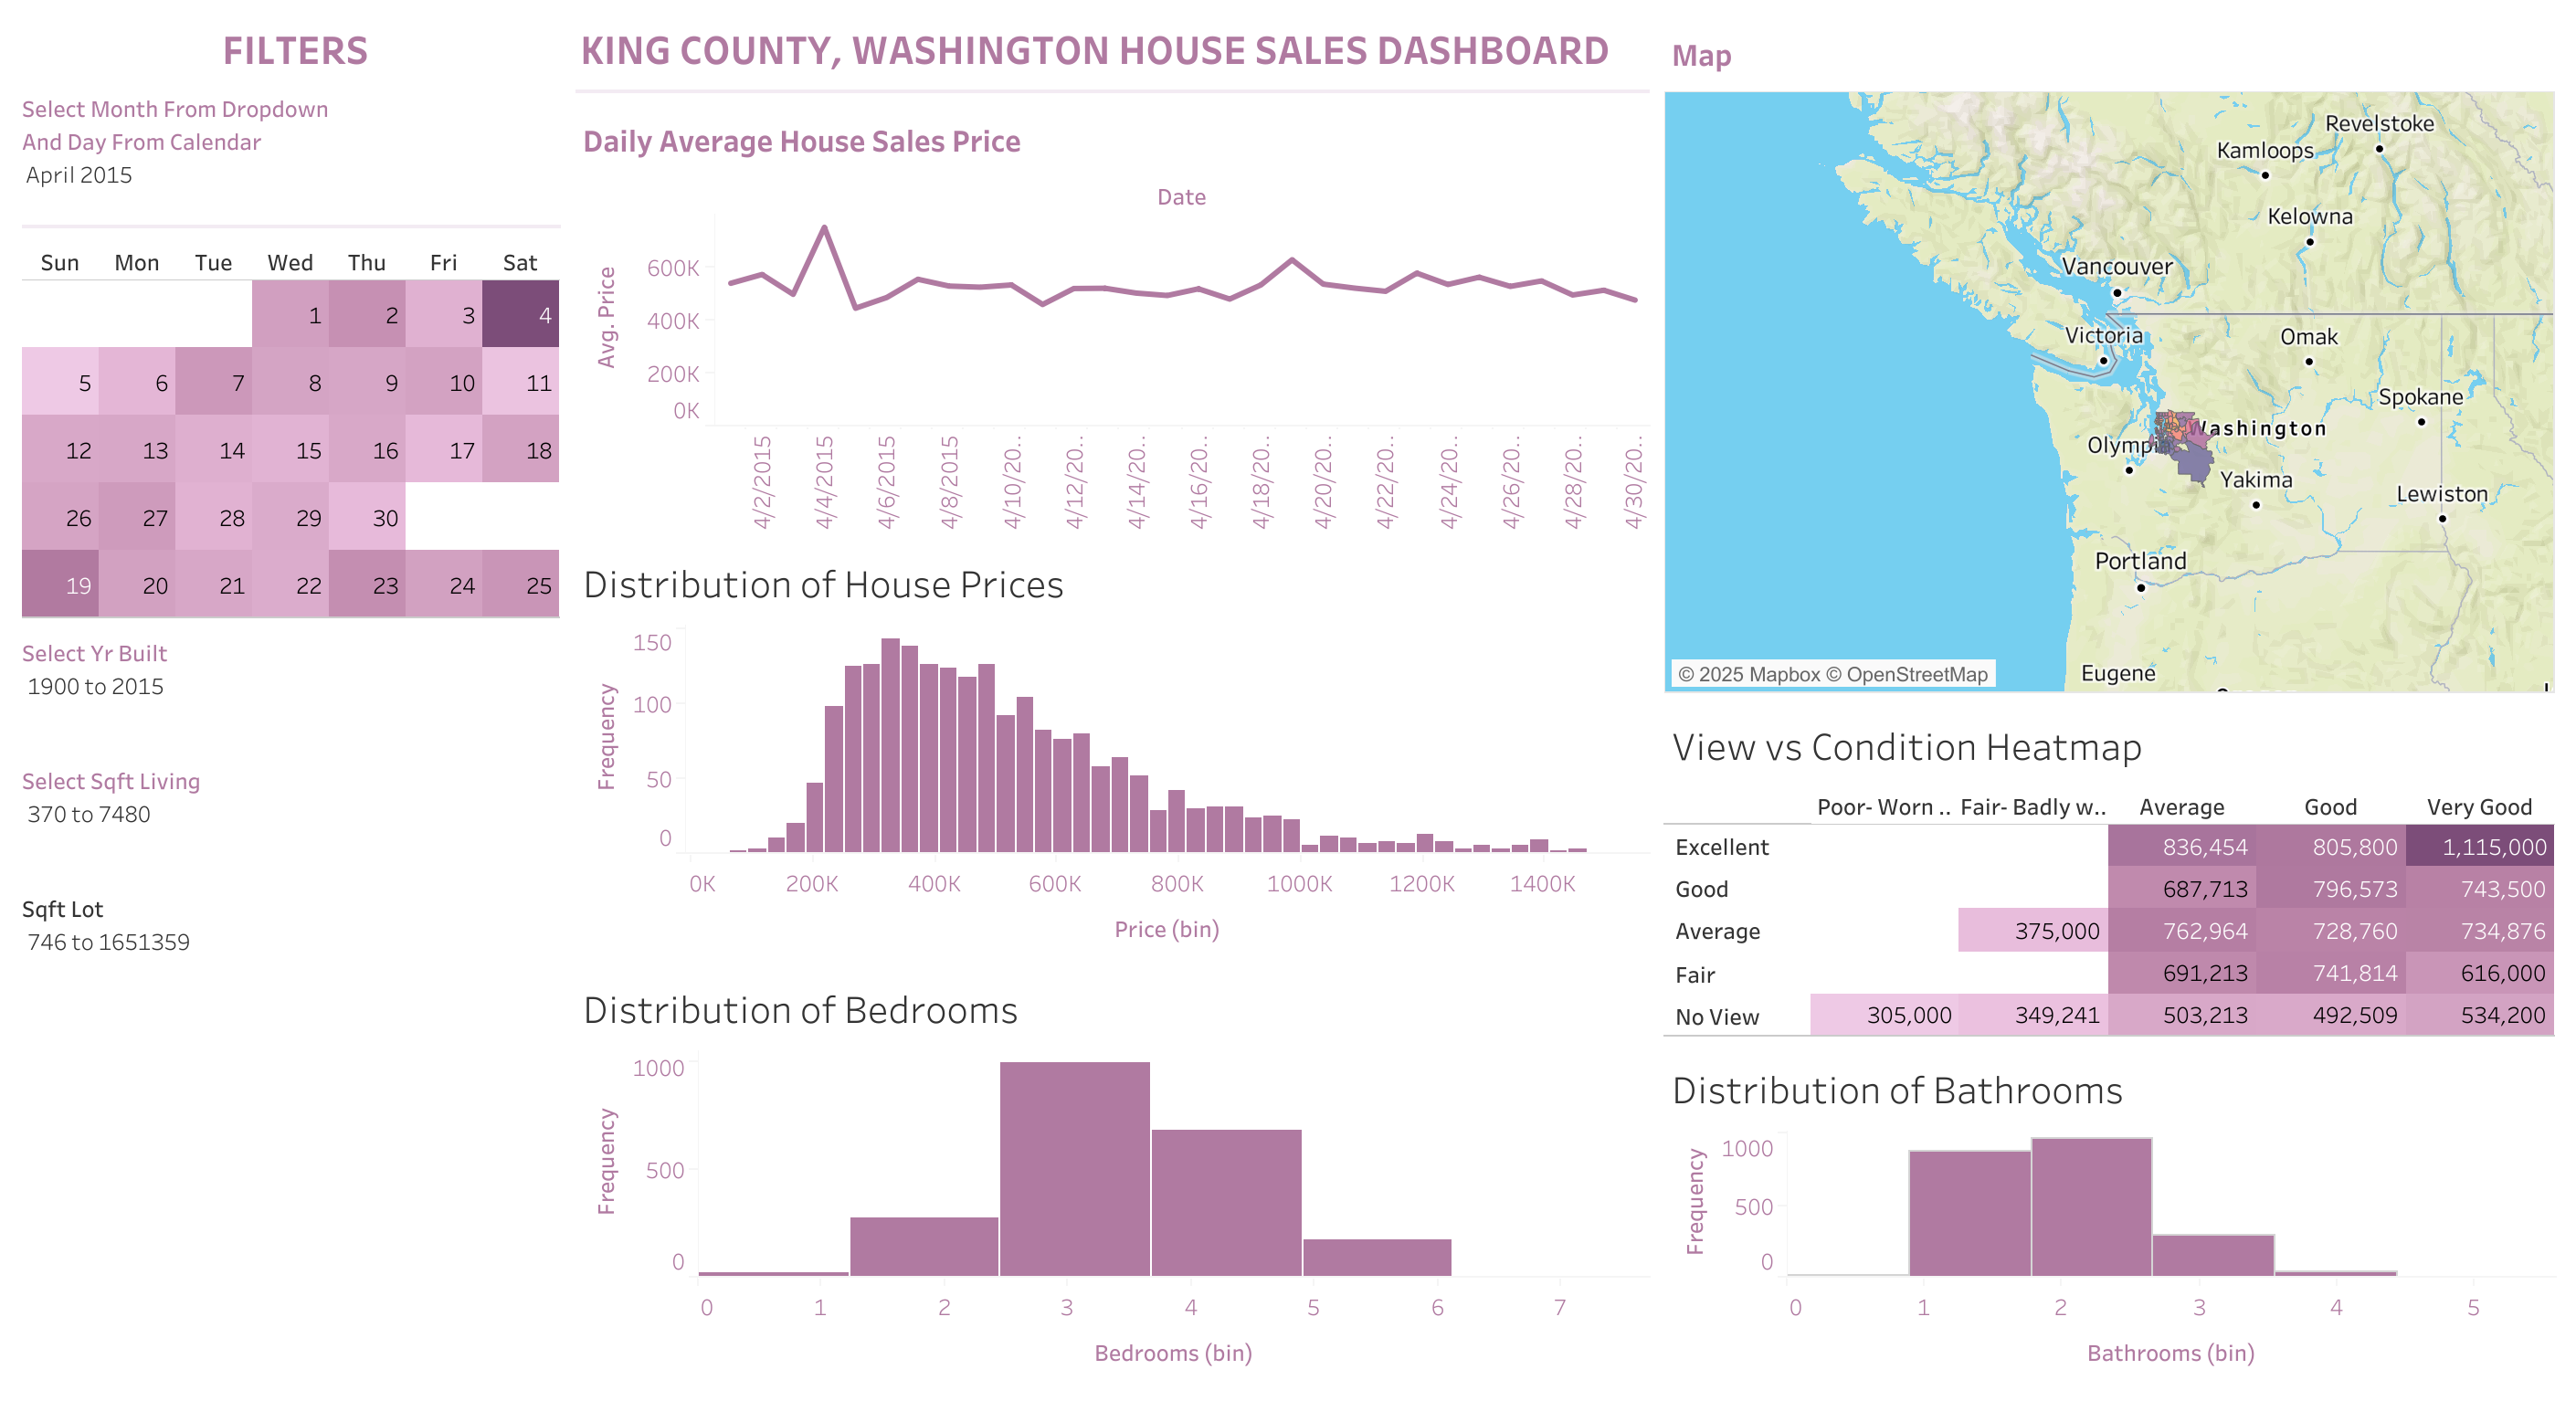 FILTERS
Select Month From Dropdown
And Day From Calendar
April 2015
Sun Mon Tue Wed Thu Fri Sat
1 2 3 4
5 6 7 8 9 10 11
12 13 14 15 16 17 18
26 27 28 29 30
19 20 21 22 23 24 25
Select Yr Built
1900 to 2015
Select Sqft Living
370 to 7480
Sqft Lot
746 to 1651359
KING COUNTY, WASHINGTON HOUSE SALES DASHBOARD
Daily Average House Sales Price
Date
Avg. Price
600K
400K
200K
0K
4/2/2015 4/4/2015 4/6/2015 4/8/2015 4/10/20.. 4/12/20.. 4/14/20.. 4/16/20.. 4/18/20.. 4/20/20.. 4/22/20.. 4/24/20.. 4/26/20.. 4/28/20.. 4/30/20..
Distribution of House Prices
Frequency
150
100
50
0
0K 200K 400K 600K 800K 1000K 1200K 1400K
Price (bin)
Distribution of Bedrooms
Frequency
1000
500
0
0 1 2 3 4 5 6 7
Bedrooms (bin)
Map
Revelstoke
Kamloops
Kelowna
Vancouver
Victoria
Omak
Spokane
Washington
Olympi
Yakima
Lewiston
Portland
Eugene
© 2025 Mapbox © OpenStreetMap
View vs Condition Heatmap
Poor- Worn .. Fair- Badly w.. Average Good Very Good
Excellent 836,454 805,800 1,115,000
Good 687,713 796,573 743,500
Average 375,000 762,964 728,760 734,876
Fair 691,213 741,814 616,000
No View 305,000 349,241 503,213 492,509 534,200
Distribution of Bathrooms
Frequency
1000
500
0
0 1 2 3 4 5
Bathrooms (bin)